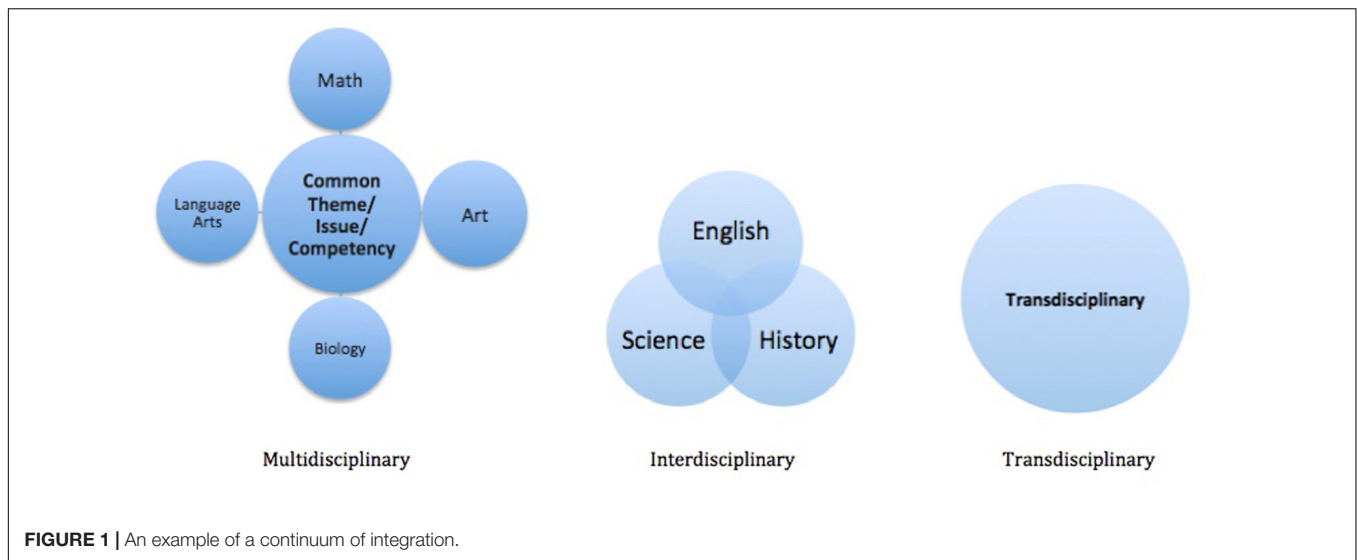 Math
Common
Theme/
Issue/
Competency
Language
Arts
Art
Biology
English
Science
History
Transdisciplinary
Multidisciplinary
Interdisciplinary
Transdisciplinary
FIGURE 1 | An example of a continuum of integration.